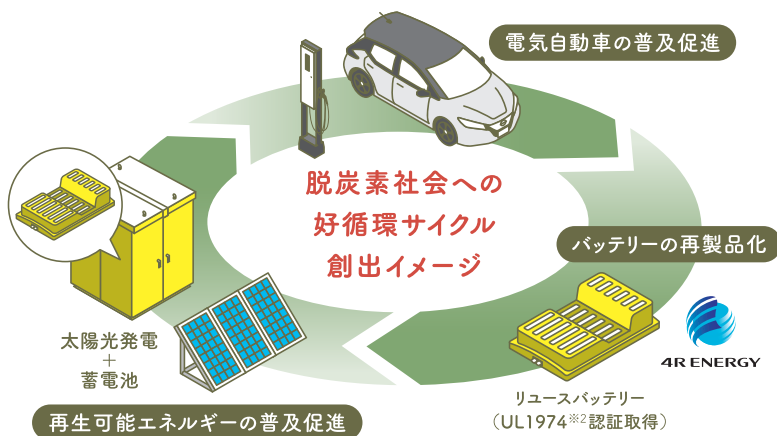 電気自動車の普及促進
脱炭素社会への
好循環サイクル
創出イメージ
バッテリーの再製品化
4R ENERGY
リユースバッテリー
（UL1974※2認証取得）
太陽光発電
＋
蓄電池
再生可能エネルギーの普及促進